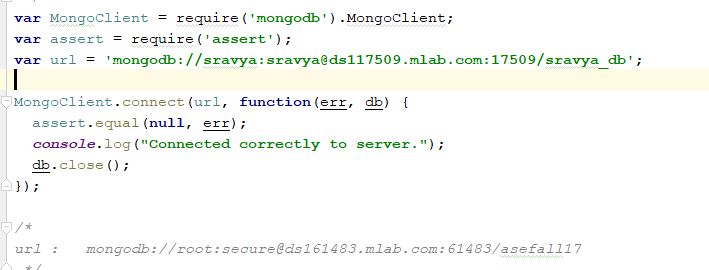 var MongoClient = require('mongodb').MongoClient;
var assert = require('assert');
var url = 'mongodb://sravya:sravya@ds117509.mlab.com:17509/sravya_db';
MongoClient.connect(url, function(err, db) {
  assert.equal(null, err);
  console.log("Connected correctly to server.");
  db.close();
});
/*
url :   mongodb://root:secure@ds161483.mlab.com:61483/asefall17
*/